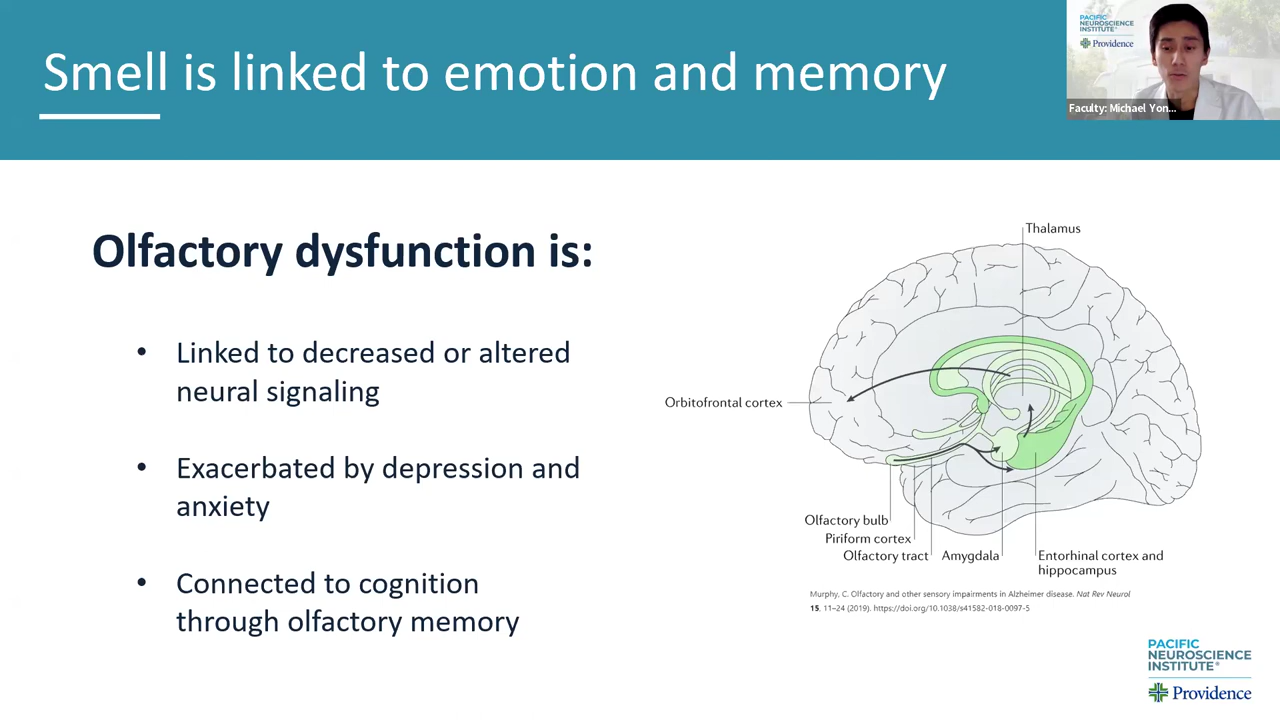 Smell is linked to emotion and memory
PACIFIC
NEUROSCIENCE
INSTITUTE®
Providence
Faculty: Michael Yon...
Olfactory dysfunction is:
• Linked to decreased or altered
neural signaling
• Exacerbated by depression and
anxiety
• Connected to cognition
through olfactory memory
Thalamus
Orbitofrontal cortex
Olfactory bulb
Piriform cortex
Olfactory tract
Amygdala
Entorhinal cortex and
hippocampus
Murphy, C. Olfactory and other sensory impairments in Alzheimer disease. Nat Rev Neurol
15, 11–24 (2019). https://doi.org/10.1038/s41582-018-0097-5
PACIFIC
NEUROSCIENCE
INSTITUTE®
Providence